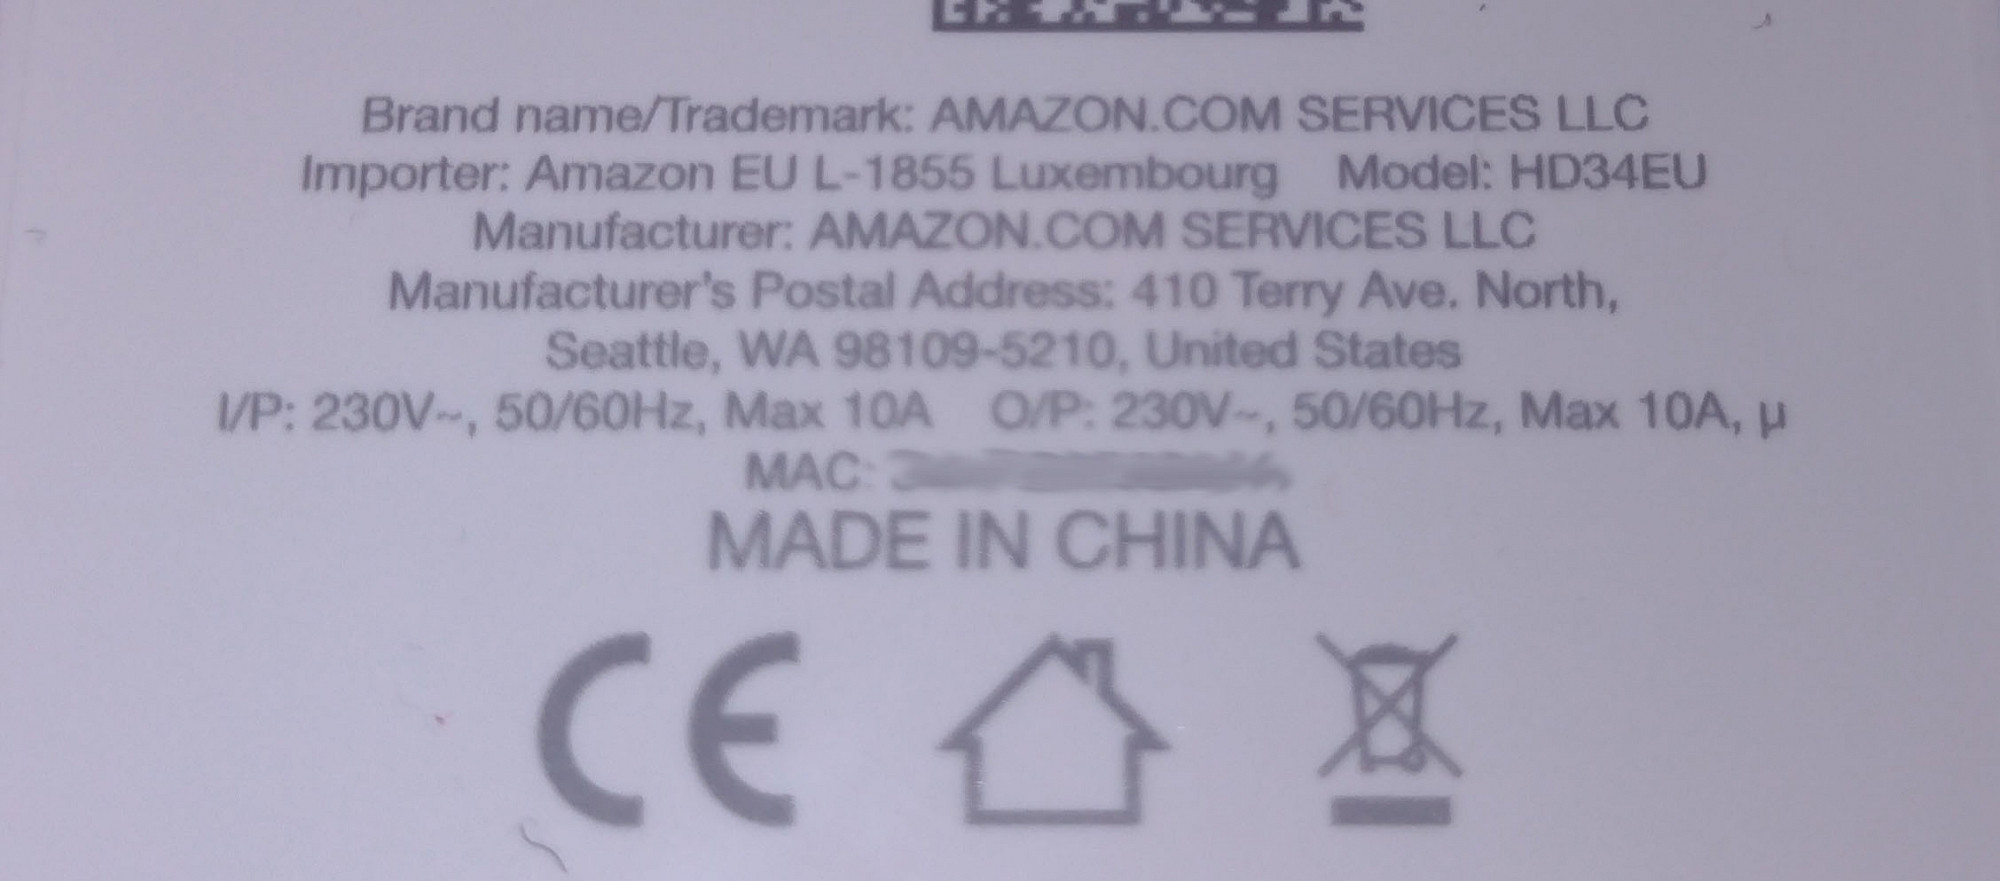 Brand name/Trademark: AMAZON.COM SERVICES LLC
Importer: Amazon EU L-1855 Luxembourg Model: HD34EU
Manufacturer: AMAZON.COM SERVICES LLC
Manufacturer's Postal Address: 410 Terry Ave. North,
Seattle, WA 98109-5210, United States
I/P: 230V~, 50/60Hz, Max 10A O/P: 230V~, 50/60Hz, Max 10A, μ
MAC:
MADE IN CHINA
CE